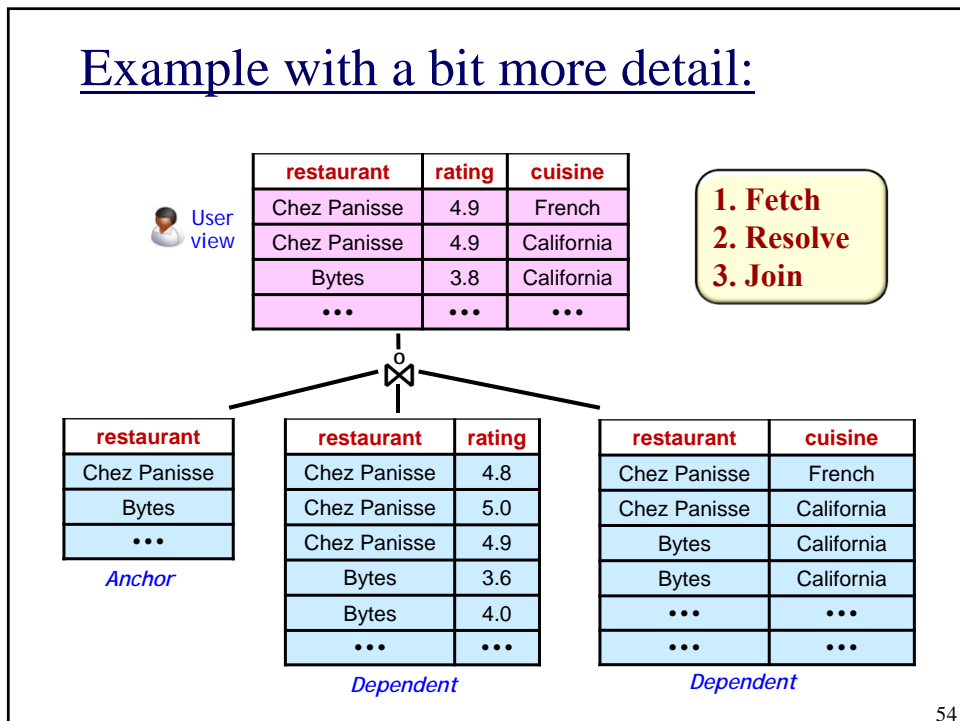 Example with a bit more detail:
User view
restaurant rating cuisine
Chez Panisse 4.9 French
Chez Panisse 4.9 California
Bytes 3.8 California
••• ••• •••
1. Fetch
2. Resolve
3. Join
o
restaurant
Chez Panisse
Bytes
•••
Anchor
restaurant rating
Chez Panisse 4.8
Chez Panisse 5.0
Chez Panisse 4.9
Bytes 3.6
Bytes 4.0
••• •••
Dependent
restaurant cuisine
Chez Panisse French
Chez Panisse California
Bytes California
Bytes California
••• •••
••• •••
Dependent
54